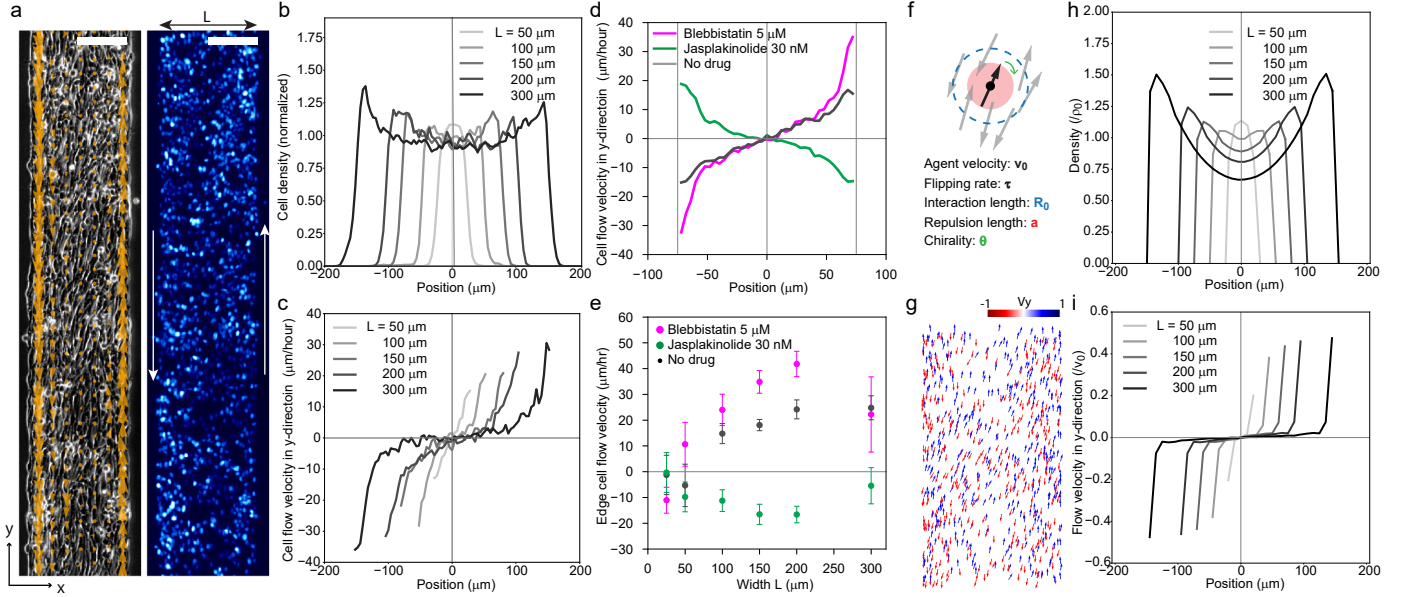 a
L
y
x
b
Cell density (normalized)
1.75
1.50
1.25
1.00
0.75
0.50
0.25
0.00
L = 50 μm
100 μm
150 μm
200 μm
300 μm
−200
−100
0
100
200
Position (μm)
c
Cell flow velocity in y-directoin (μm/hour)
40
30
20
10
0
−10
−20
−30
−40
L = 50 μm
100 μm
150 μm
200 μm
300 μm
−200
−100
0
100
200
Position (μm)
d
Cell flow velocity in y-directoin (μm/hour)
40
30
20
10
0
−10
−20
−30
−40
Blebbistatin 5 μM
Jasplakinolide 30 nM
No drug
−100
−50
0
50
100
Position (μm)
e
Edge cell flow velocity (μm/hr)
60
50
40
30
20
10
0
−10
−20
−30
Blebbistatin 5 μM
Jasplakinolide 30 nM
No drug
0
50
100
150
200
250
300
Width L (μm)
f
Agent velocity: v₀
Flipping rate: τ
Interaction length: R₀
Repulsion length: a
Chirality: θ
g
-1
Vy
1
h
Density (/ν₀)
2.00
1.75
1.50
1.25
1.00
0.75
0.50
0.25
0.00
L = 50 μm
100 μm
150 μm
200 μm
300 μm
−200
−100
0
100
200
Position (μm)
i
Flow velocity in y-direction (/ν₀)
0.6
0.4
0.2
0.0
−0.2
−0.4
−0.6
L = 50 μm
100 μm
150 μm
200 μm
300 μm
−200
−100
0
100
200
Position (μm)